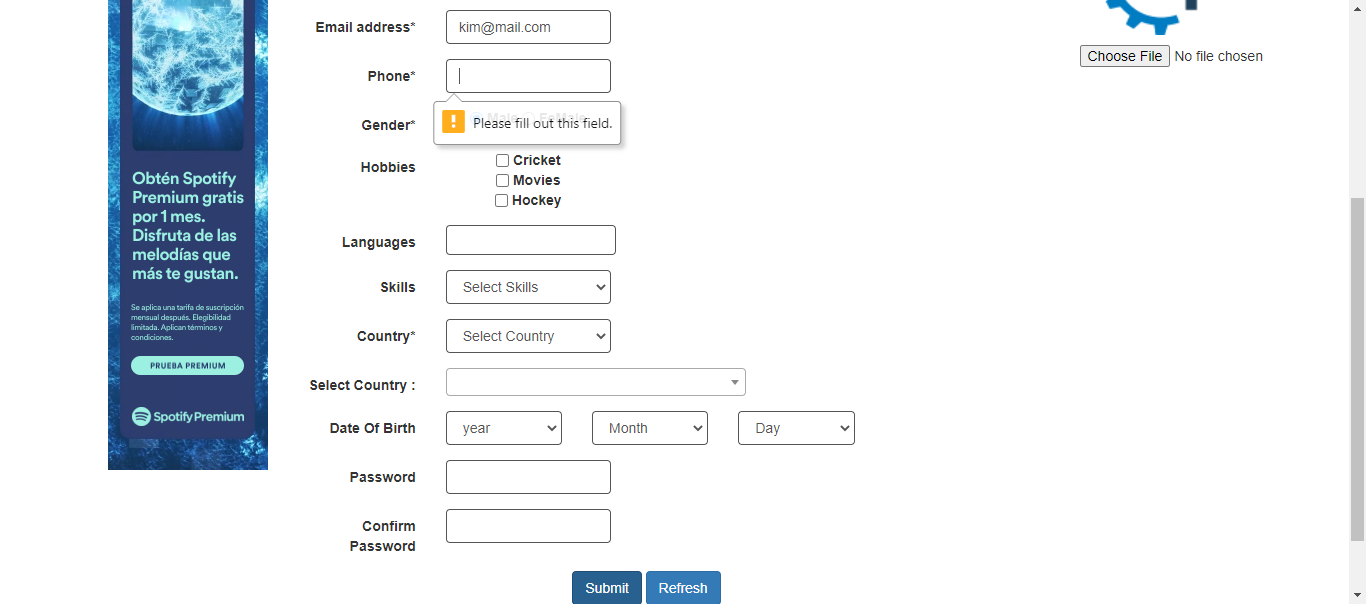 Obtén Spotify
Premium gratis
por 1 mes.
Disfruta de las
melodías que
más te gustan.
Se aplica una tarifa de suscripción
mensual después. Elegibilidad
limitada. Aplican términos y
condiciones.
PRUEBA PREMIUM
Spotify Premium
Email address*
kim@mail.com
Phone*
Please fill out this field.
Gender*
Male
FeMale
Hobbies
Cricket
Movies
Hockey
Languages
Skills
Select Skills
Country*
Select Country
Select Country :
Date Of Birth
year
Month
Day
Password
Confirm
Password
Submit
Refresh
Choose File No file chosen